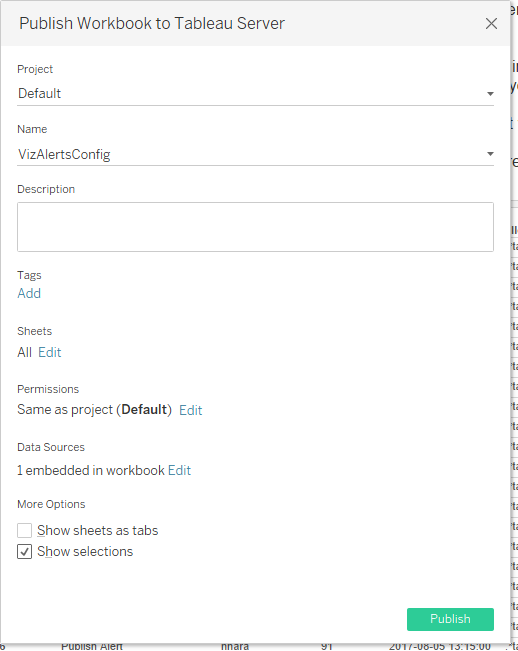 Publish Workbook to Tableau Server
Project
Default
Name
VizAlertsConfig
Description
Tags
Add
Sheets
All Edit
Permissions
Same as project (Default) Edit
Data Sources
1 embedded in workbook Edit
More Options
Show sheets as tabs
Show selections
Publish
6 Publish Alert nhara 91 2017-08-05 13:15:00